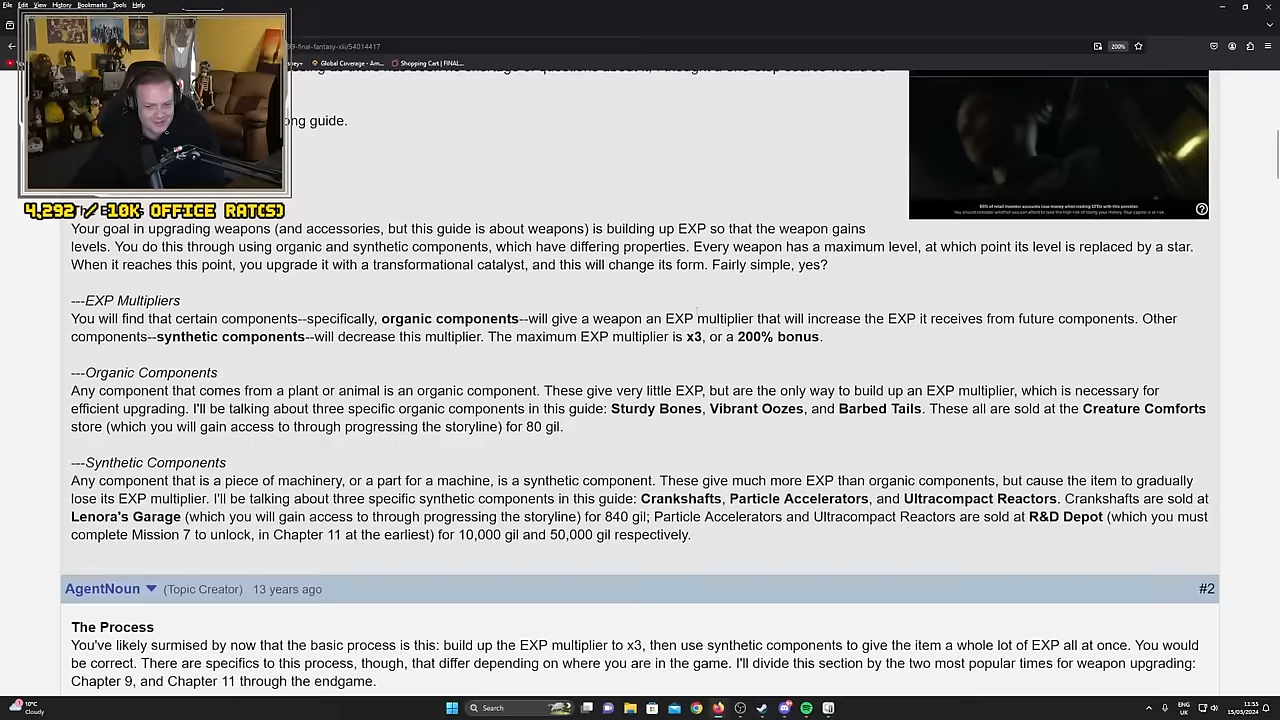 File Edit View History Bookmarks Tools Help
99-final-fantasy-xiii/54014417
200%
Global Coverage - Am...
Shopping Cart | FINAL...
ong guide.
4,292 / 10K OFFICE RAT(S)
Your goal in upgrading weapons (and accessories, but this guide is about weapons) is building up EXP so that the weapon gains
levels. You do this through using organic and synthetic components, which have differing properties. Every weapon has a maximum level, at which point its level is replaced by a star.
When it reaches this point, you upgrade it with a transformational catalyst, and this will change its form. Fairly simple, yes?
---EXP Multipliers
You will find that certain components--specifically, organic components--will give a weapon an EXP multiplier that will increase the EXP it receives from future components. Other
components--synthetic components--will decrease this multiplier. The maximum EXP multiplier is x3, or a 200% bonus.
---Organic Components
Any component that comes from a plant or animal is an organic component. These give very little EXP, but are the only way to build up an EXP multiplier, which is necessary for
efficient upgrading. I'll be talking about three specific organic components in this guide: Sturdy Bones, Vibrant Oozes, and Barbed Tails. These all are sold at the Creature Comforts
store (which you will gain access to through progressing the storyline) for 80 gil.
---Synthetic Components
Any component that is a piece of machinery, or a part for a machine, is a synthetic component. These give much more EXP than organic components, but cause the item to gradually
lose its EXP multiplier. I'll be talking about three specific synthetic components in this guide: Crankshafts, Particle Accelerators, and Ultracompact Reactors. Crankshafts are sold at
Lenora's Garage (which you will gain access to through progressing the storyline) for 840 gil; Particle Accelerators and Ultracompact Reactors are sold at R&D Depot (which you must
complete Mission 7 to unlock, in Chapter 11 at the earliest) for 10,000 gil and 50,000 gil respectively.
AgentNoun (Topic Creator) 13 years ago #2
The Process
You've likely surmised by now that the basic process is this: build up the EXP multiplier to x3, then use synthetic components to give the item a whole lot of EXP all at once. You would
be correct. There are specifics to this process, though, that differ depending on where you are in the game. I'll divide this section by the two most popular times for weapon upgrading:
Chapter 9, and Chapter 11 through the endgame.
10°C
Cloudy
Search
ENG
UK
11:55
15/03/2024